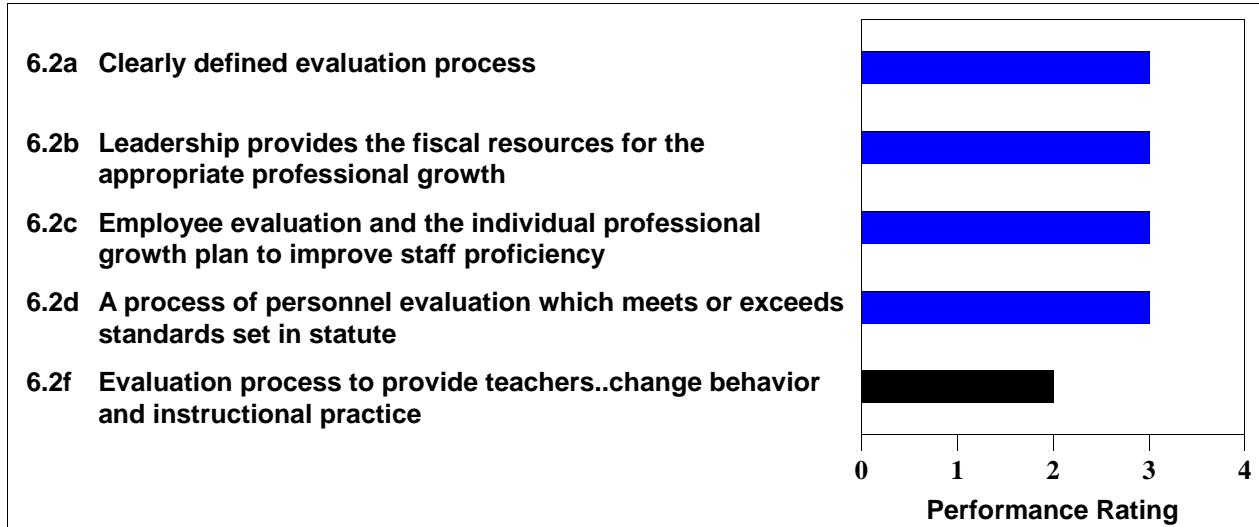 6.2a Clearly defined evaluation process
6.2b Leadership provides the fiscal resources for the
appropriate professional growth
6.2c Employee evaluation and the individual professional
growth plan to improve staff proficiency
6.2d A process of personnel evaluation which meets or exceeds
standards set in statute
6.2f Evaluation process to provide teachers..change behavior
and instructional practice
0 1 2 3 4
Performance Rating